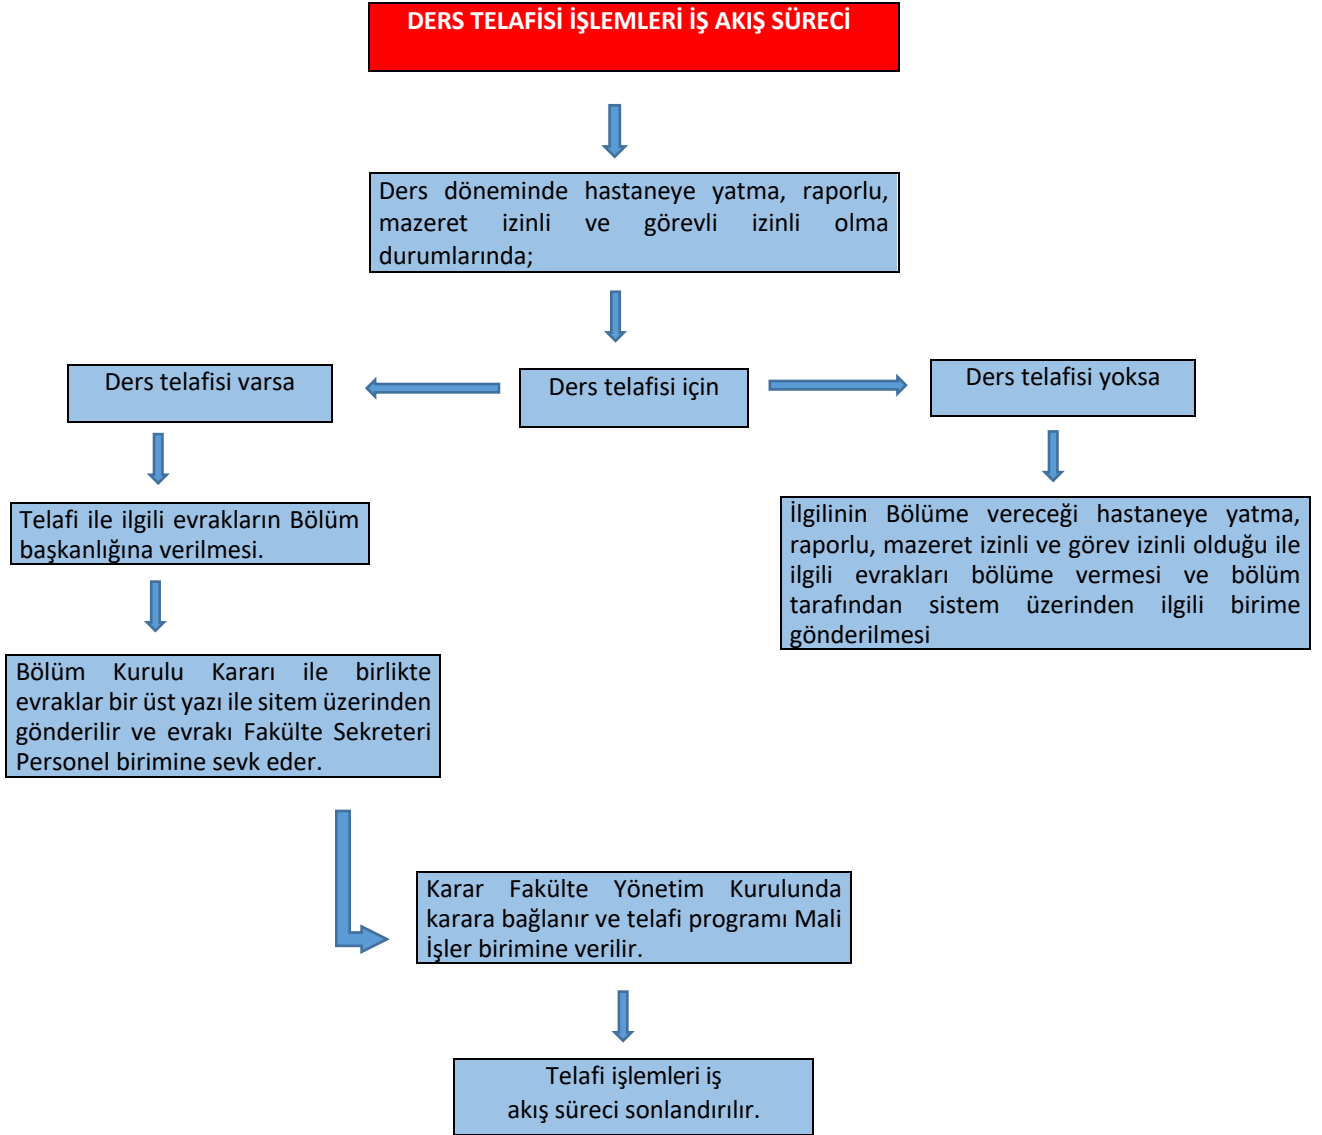 DERS TELAFİSİ İŞLEMLERİ İŞ AKIŞ SÜRECİ
Ders döneminde hastaneye yatma, raporlu,
mazeret izinli ve görevli izinli olma
durumlarında;
Ders telafisi varsa
Ders telafisi için
Ders telafisi yoksa
Telafi ile ilgili evrakların Bölüm
başkanlığına verilmesi.
İlgilinin Bölüme vereceği hastaneye yatma,
raporlu, mazeret izinli ve görev izinli olduğu ile
ilgili evrakları bölüme vermesi ve bölüm
tarafından sistem üzerinden ilgili birime
gönderilmesi
Bölüm Kurulu Kararı ile birlikte
evraklar bir üst yazı ile sitem üzerinden
gönderilir ve evrakı Fakülte Sekreteri
Personel birimine sevk eder.
Karar Fakülte Yönetim Kurulunda
karara bağlanır ve telafi programı Mali
İşler birimine verilir.
Telafi işlemleri iş
akış süreci sonlandırılır.